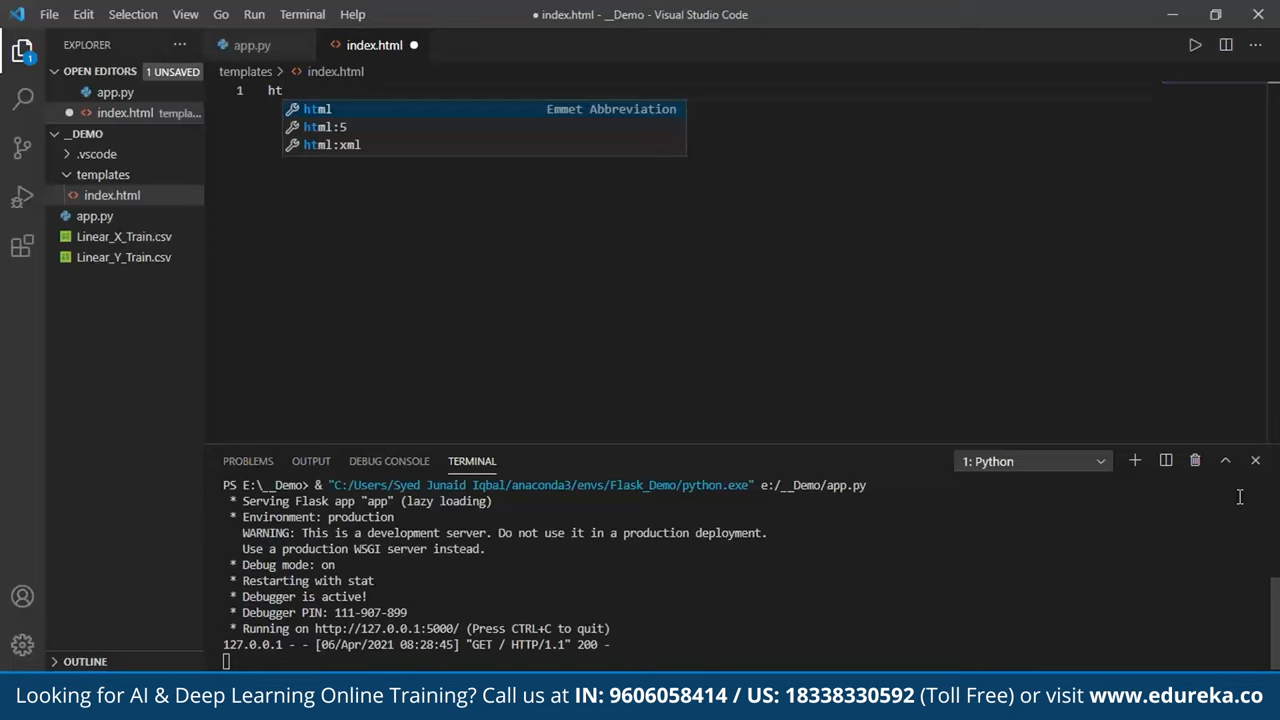 File Edit Selection View Go Run Terminal Help
● index.html - __Demo - Visual Studio Code
EXPLORER
OPEN EDITORS 1 UNSAVED
app.py
index.html templa...
__DEMO
.vscode
templates
index.html
app.py
Linear_X_Train.csv
Linear_Y_Train.csv
OUTLINE
1
app.py
index.html
templates > index.html
1 ht
html Emmet Abbreviation
html:5
html:xml
PROBLEMS OUTPUT DEBUG CONSOLE TERMINAL
1: Python
PS E:\__Demo> & "C:/Users/Syed Junaid Iqbal/anaconda3/envs/Flask_Demo/python.exe" e:/__Demo/app.py
* Serving Flask app "app" (lazy loading)
* Environment: production
WARNING: This is a development server. Do not use it in a production deployment.
Use a production WSGI server instead.
* Debug mode: on
* Restarting with stat
* Debugger is active!
* Debugger PIN: 111-907-899
* Running on http://127.0.0.1:5000/ (Press CTRL+C to quit)
127.0.0.1 - - [06/Apr/2021 08:28:45] "GET / HTTP/1.1" 200 -
Looking for AI & Deep Learning Online Training? Call us at IN: 9606058414 / US: 18338330592 (Toll Free) or visit www.edureka.co